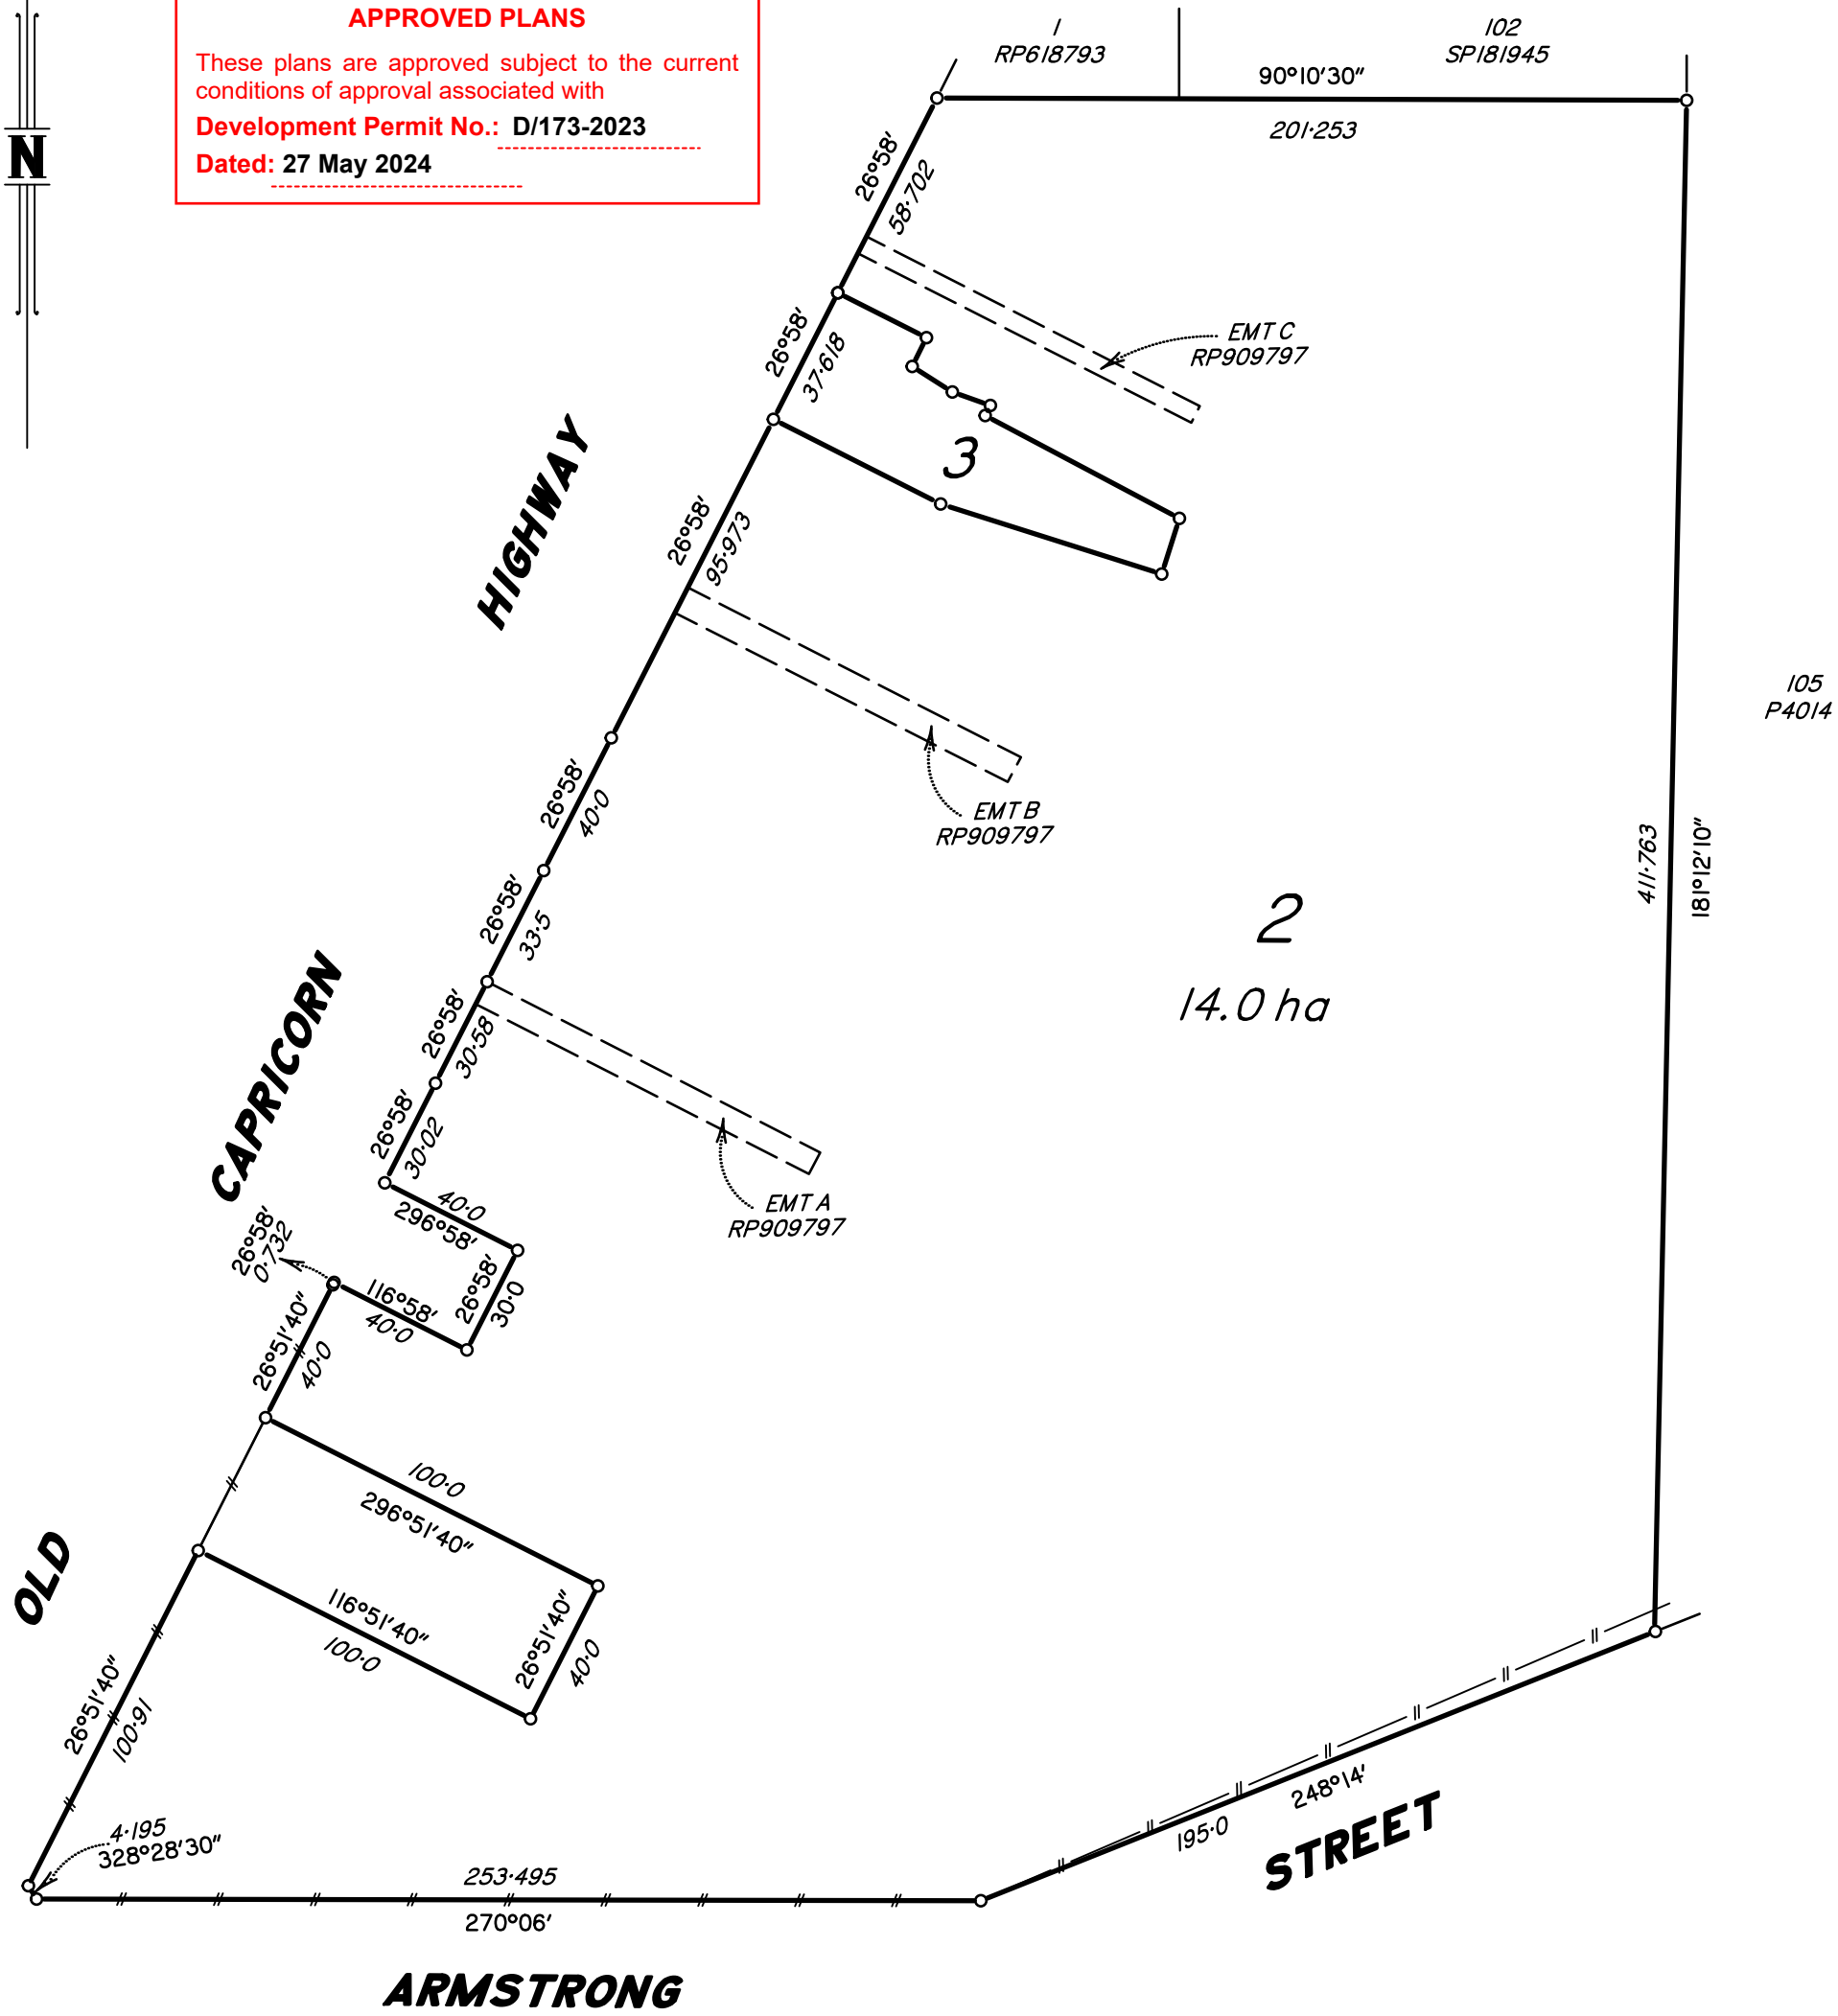 APPROVED PLANS
These plans are approved subject to the current
conditions of approval associated with
Development Permit No.: D/173-2023
Dated: 27 May 2024
N
1
RP618793
102
SP181945
90°10'30"
201·253
26°58'
58·702
EMT C
RP909797
26°58'
37·618
3
HIGHWAY
26°58'
95·973
105
P4014
26°58'
40·0
EMT B
RP909797
411·763
181°12'10"
2
14.0 ha
26°58'
33·5
CAPRICORN
26°58'
30·58
26°58'
30·02
EMT A
RP909797
40·0
296°58'
26°58'
0·732
26°58'
30·0
116°58'
40·0
26°51'40"
40·0
100·0
296°51'40"
OLD
116°51'40"
100·0
26°51'40"
40·0
26°51'40"
100·91
4·195
328°28'30"
248°14'
195·0
STREET
253·495
270°06'
ARMSTRONG